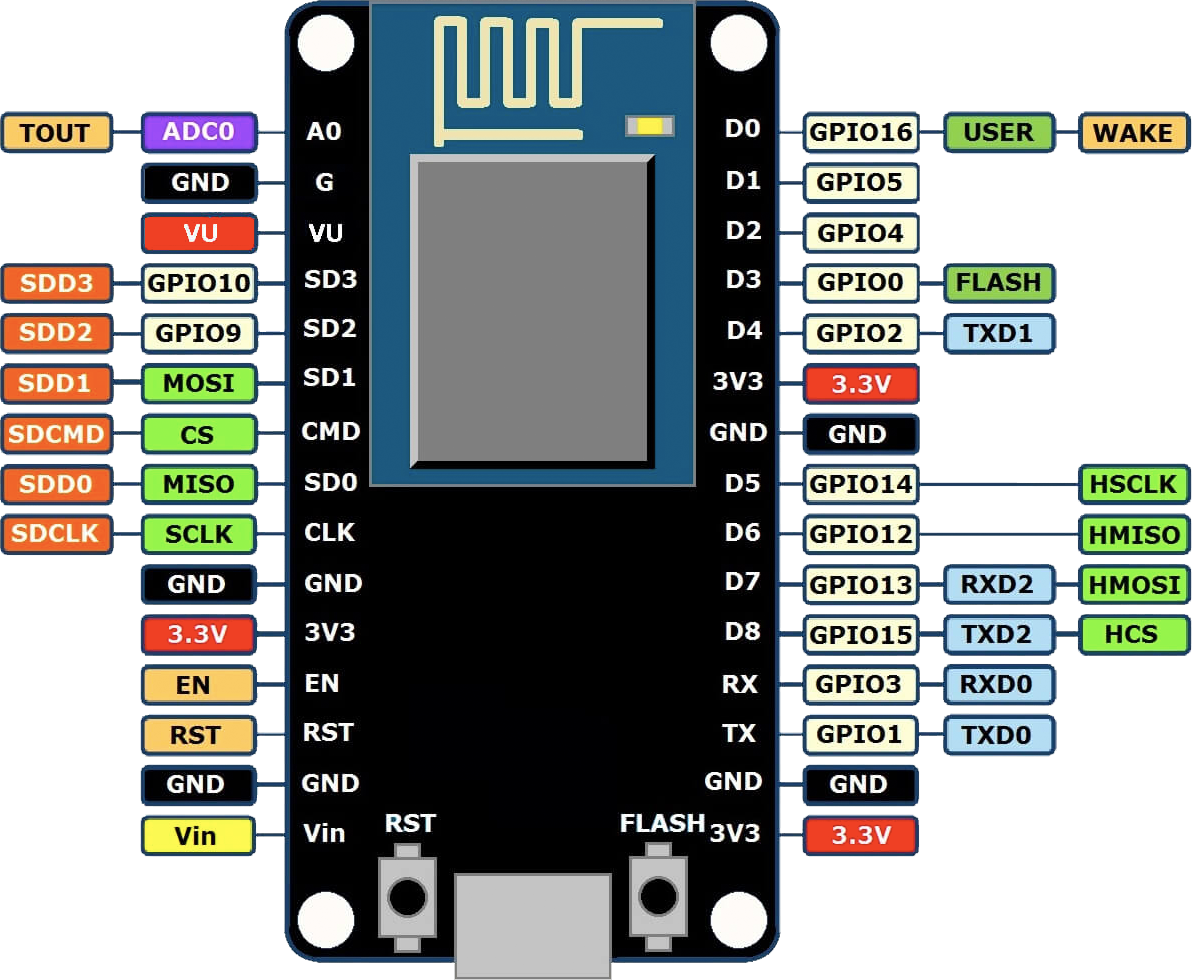 TOUT ADC0 A0 D0 GPIO16 USER WAKE
GND G D1 GPIO5
VU VU D2 GPIO4
SDD3 GPIO10 SD3 D3 GPIO0 FLASH
SDD2 GPIO9 SD2 D4 GPIO2 TXD1
SDD1 MOSI SD1 3V3 3.3V
SDCMD CS CMD GND GND
SDD0 MISO SD0 D5 GPIO14 HSCLK
SDCLK SCLK CLK D6 GPIO12 HMISO
GND GND D7 GPIO13 RXD2 HMOSI
3.3V 3V3 D8 GPIO15 TXD2 HCS
EN EN RX GPIO3 RXD0
RST RST TX GPIO1 TXD0
GND GND GND GND
Vin Vin RST FLASH 3V3 3.3V